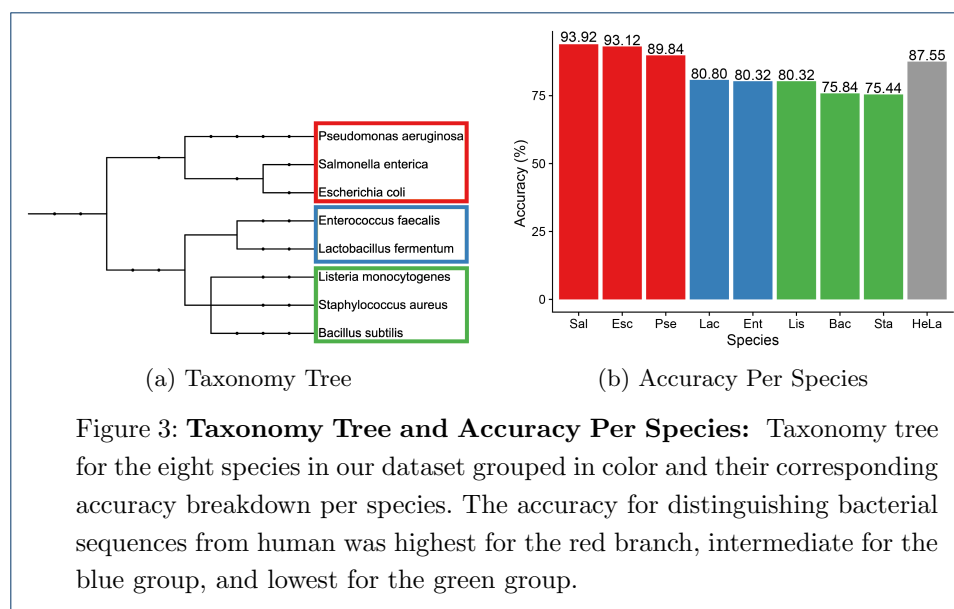 Pseudomonas aeruginosa
Salmonella enterica
Escherichia coli
Enterococcus faecalis
Lactobacillus fermentum
Listeria monocytogenes
Staphylococcus aureus
Bacillus subtilis
(a) Taxonomy Tree
93.92
93.12
89.84
80.80
80.32
80.32
75.84
75.44
87.55
Accuracy (%)
75
50
25
0
Sal Esc Pse Lac Ent Lis Bac Sta HeLa
Species
(b) Accuracy Per Species
Figure 3: Taxonomy Tree and Accuracy Per Species: Taxonomy tree
for the eight species in our dataset grouped in color and their corresponding
accuracy breakdown per species. The accuracy for distinguishing bacterial
sequences from human was highest for the red branch, intermediate for the
blue group, and lowest for the green group.